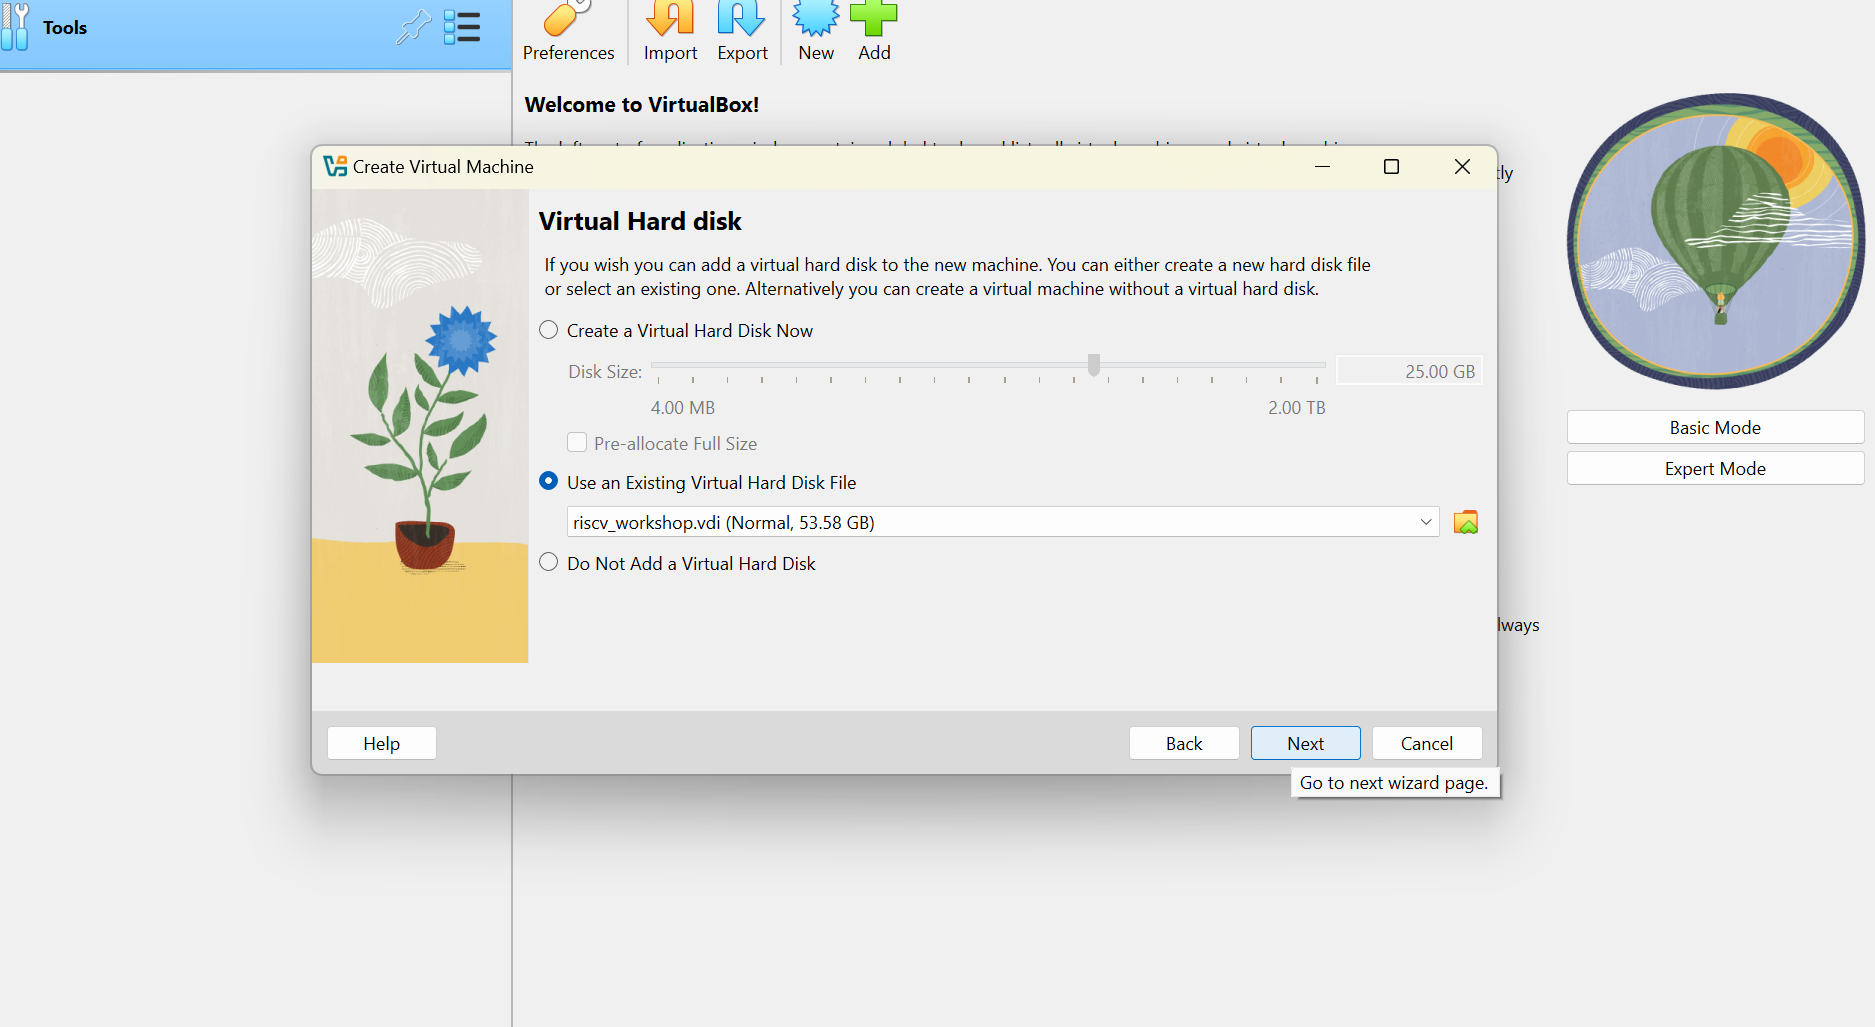 Tools
Preferences
Import
Export
New
Add
Welcome to VirtualBox!
tly
Create Virtual Machine
Virtual Hard disk
If you wish you can add a virtual hard disk to the new machine. You can either create a new hard disk file
or select an existing one. Alternatively you can create a virtual machine without a virtual hard disk.
Create a Virtual Hard Disk Now
Disk Size:
25.00 GB
4.00 MB
2.00 TB
Pre-allocate Full Size
Use an Existing Virtual Hard Disk File
riscv_workshop.vdi (Normal, 53.58 GB)
Do Not Add a Virtual Hard Disk
Basic Mode
Expert Mode
lways
Help
Back
Next
Cancel
Go to next wizard page.